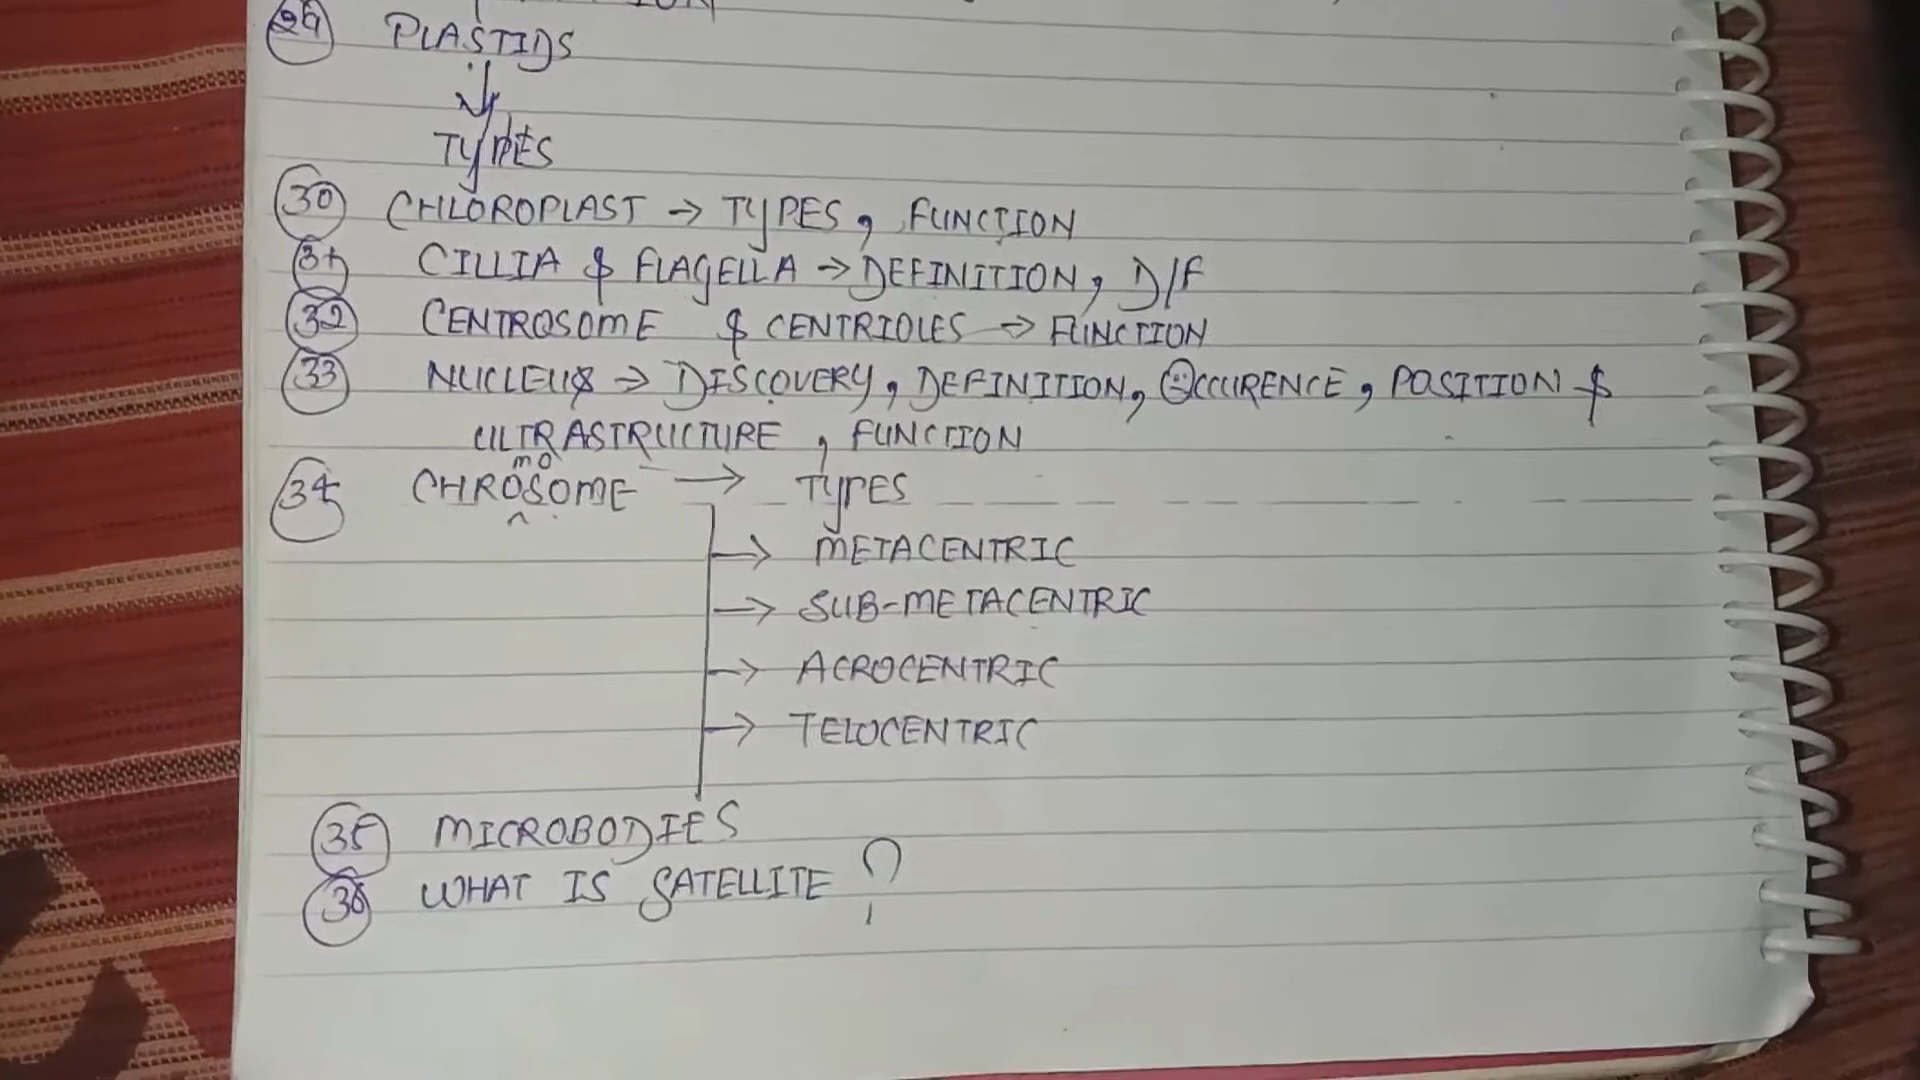 29 PLASTIDS
↓
TYPES
30 CHLOROPLAST → TYPES, FUNCTION
31 CILLIA & FLAGELLA → DEFINITION, D/F
32 CENTROSOME & CENTRIOLES → FUNCTION
33 NUCLEUS → DISCOVERY, DEFINITION, OCCURENCE, POSITION &
ULTRASTRUCTURE, FUNCTION
34 CHROMOSOME → TYPES
→ METACENTRIC
→ SUB-METACENTRIC
→ ACROCENTRIC
→ TELOCENTRIC
35 MICROBODIES
36 WHAT IS SATELLITE ?